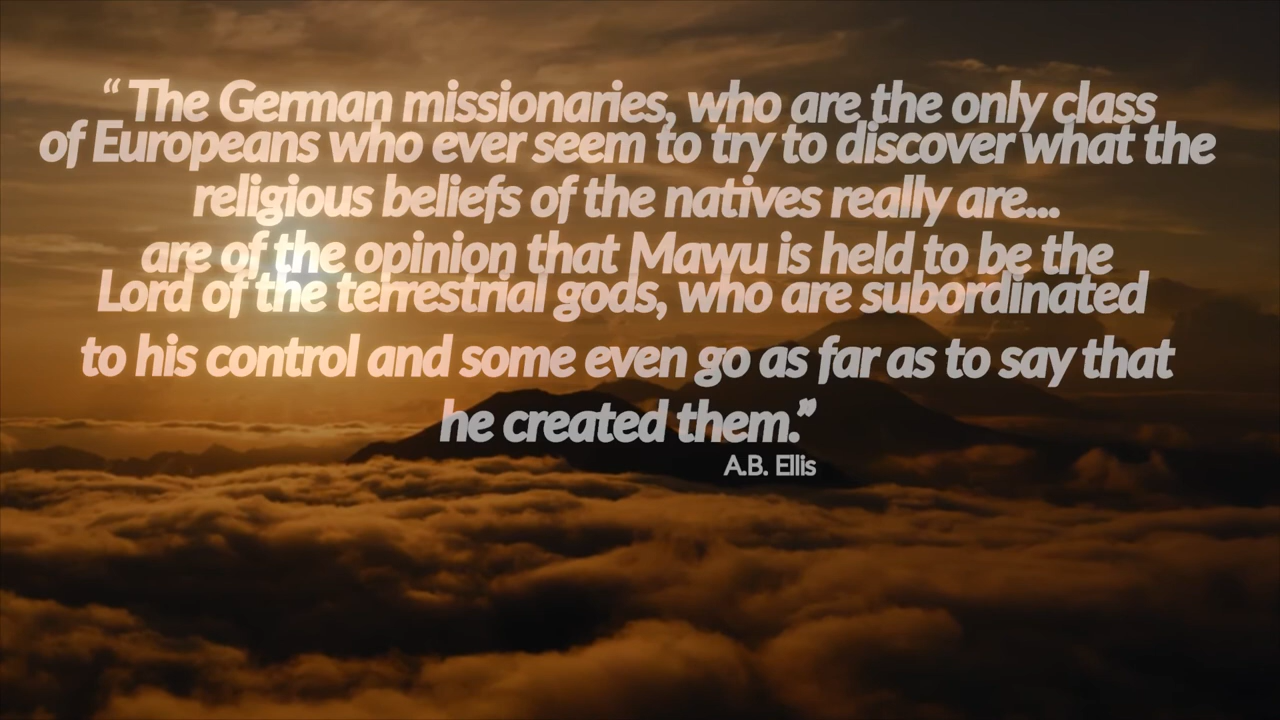 “ The German missionaries, who are the only class
of Europeans who ever seem to try to discover what the
religious beliefs of the natives really are...
are of the opinion that Mawu is held to be the
Lord of the terrestrial gods, who are subordinated
to his control and some even go as far as to say that
he created them.”
A.B. Ellis